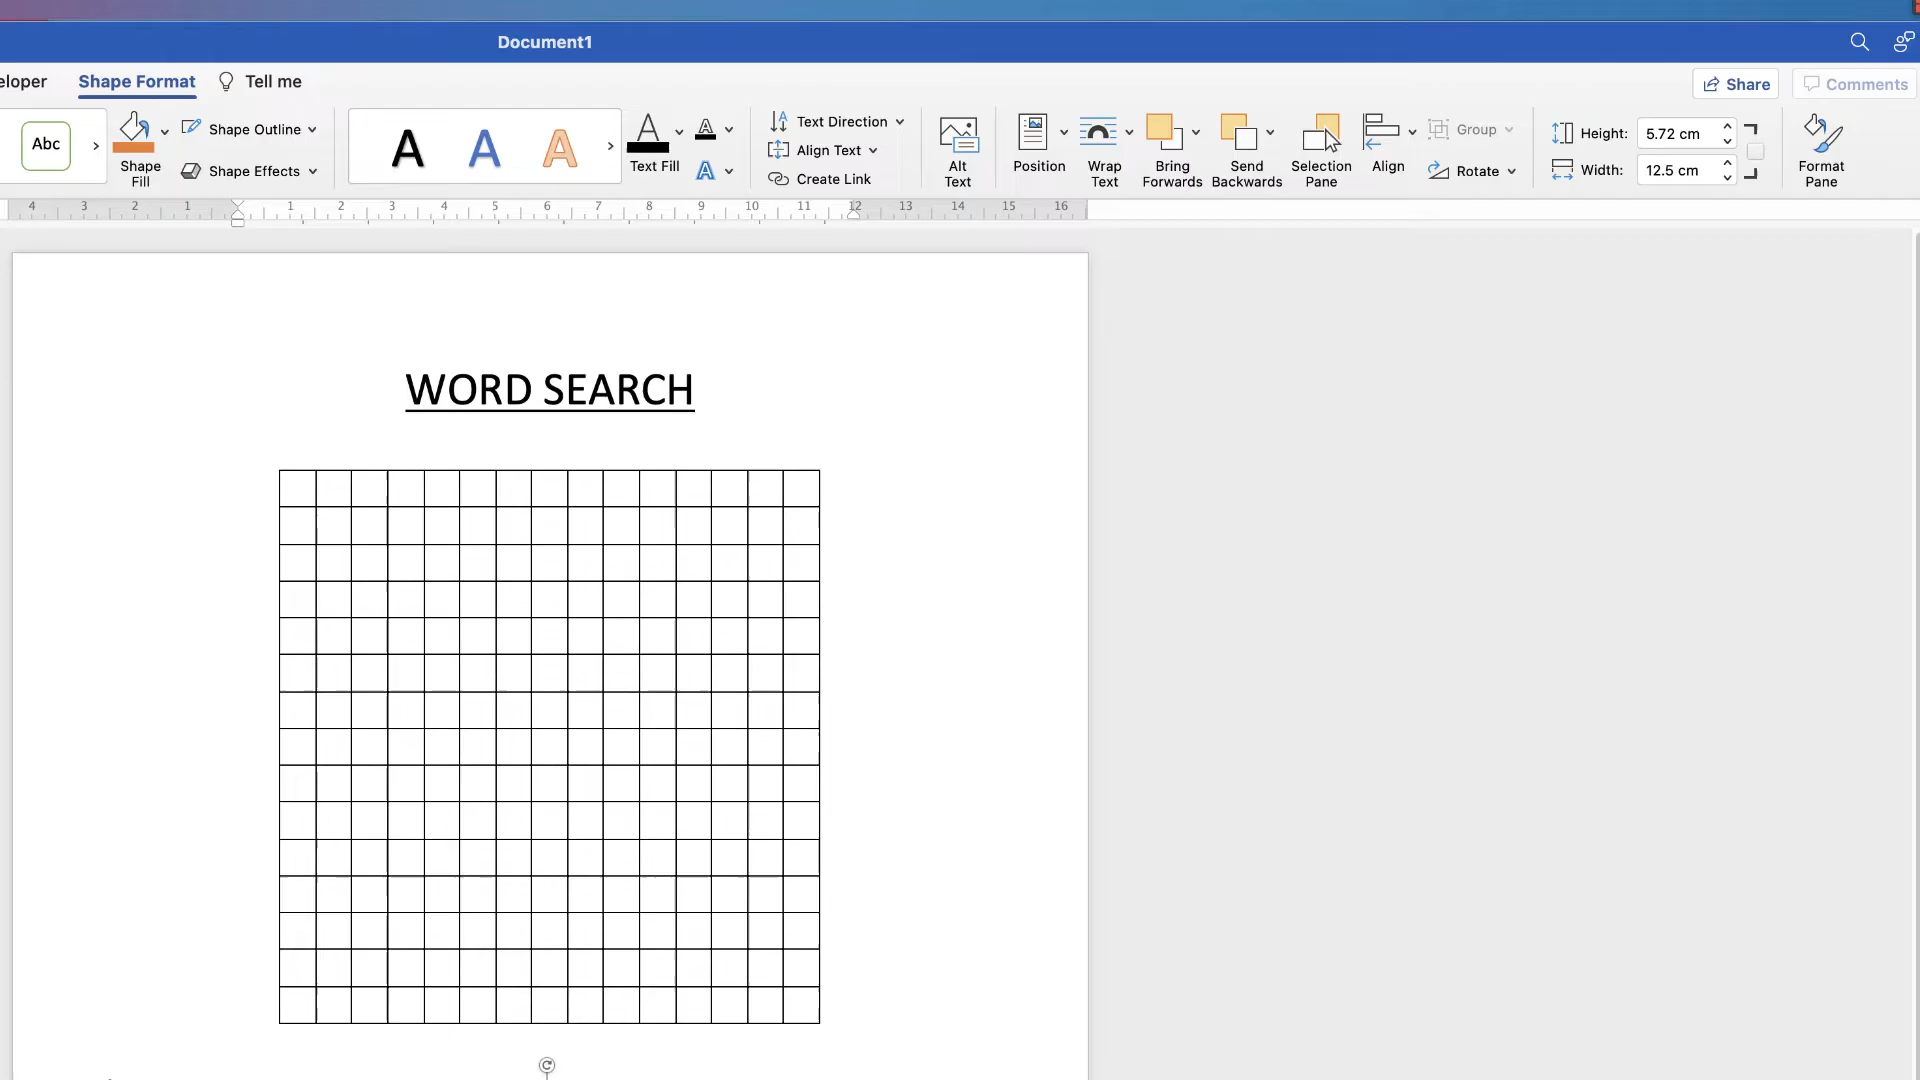 Document1
eloper Shape Format Tell me Share Comments
Abc Shape Fill Shape Outline Shape Effects A A A A Text Fill A A
Text Direction
Align Text
Create Link
Alt Text
Position
Wrap Text
Bring Forwards
Send Backwards
Selection Pane
Align
Group
Rotate
Height: 5.72 cm
Width: 12.5 cm
Format Pane
4 3 2 1 1 2 3 4 5 6 7 8 9 10 11 12 13 14 15 16
WORD SEARCH